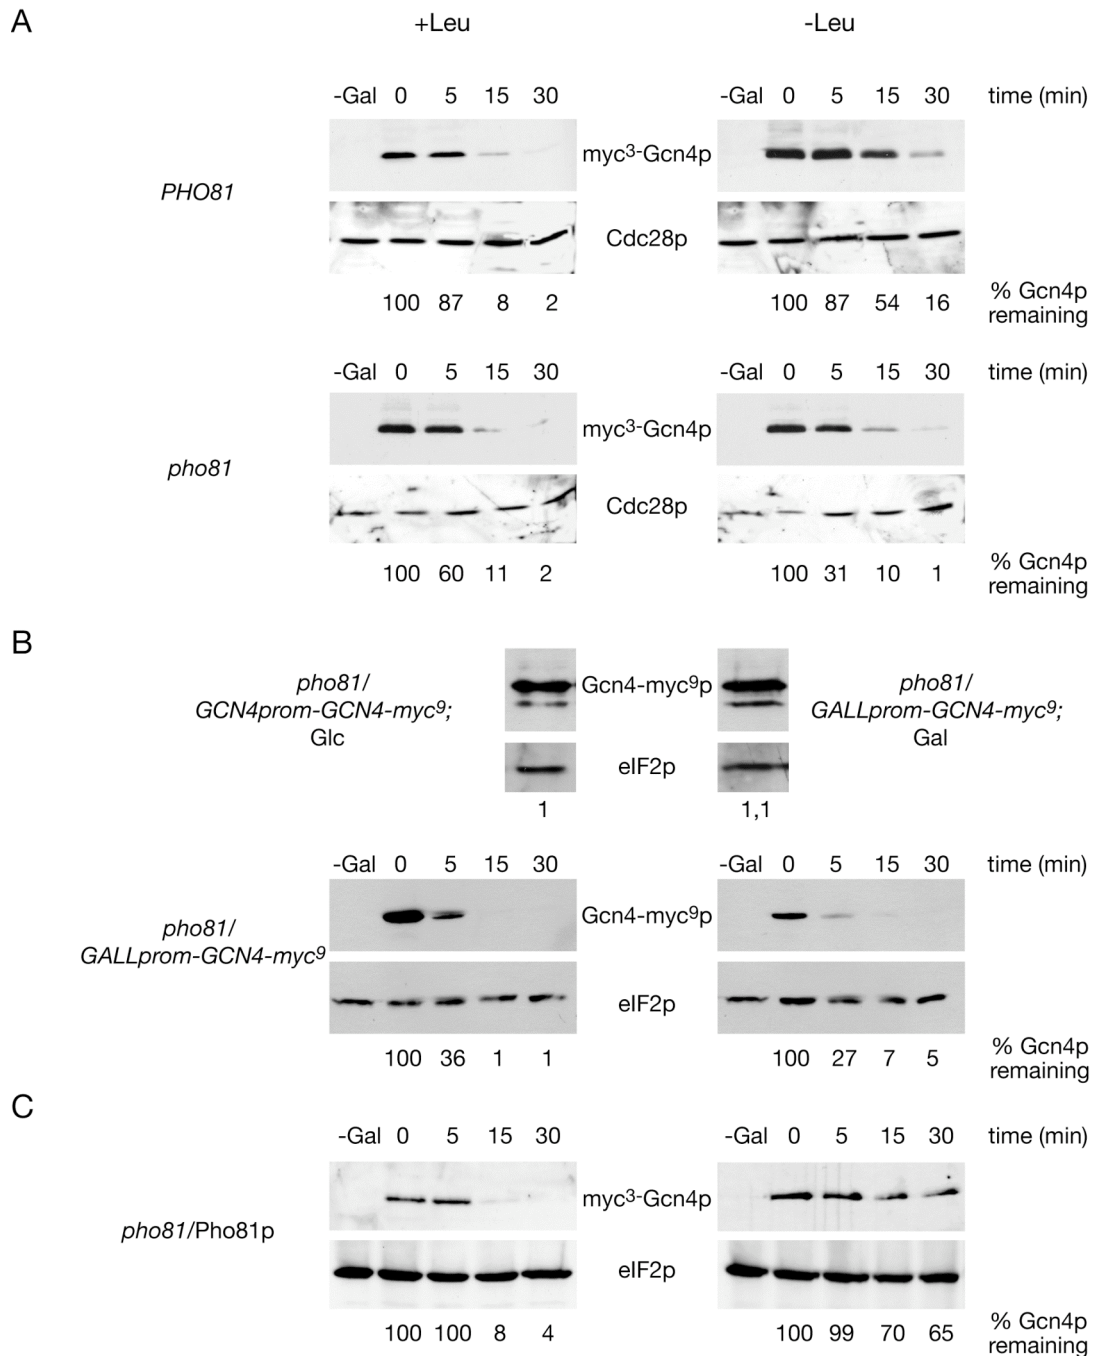 A
+Leu -Leu
-Gal 0 5 15 30 -Gal 0 5 15 30 time (min)
PHO81 myc3-Gcn4p
Cdc28p
100 87 8 2 100 87 54 16 % Gcn4p
remaining
-Gal 0 5 15 30 -Gal 0 5 15 30 time (min)
pho81 myc3-Gcn4p
Cdc28p
100 60 11 2 100 31 10 1 % Gcn4p
remaining
B
pho81/
GCN4prom-GCN4-myc9;
Glc
Gcn4-myc9p
pho81/
GALLprom-GCN4-myc9;
Gal
eIF2p
1 1,1
-Gal 0 5 15 30 -Gal 0 5 15 30 time (min)
pho81/
GALLprom-GCN4-myc9
Gcn4-myc9p
eIF2p
100 36 1 1 100 27 7 5 % Gcn4p
remaining
C
-Gal 0 5 15 30 -Gal 0 5 15 30 time (min)
pho81/Pho81p myc3-Gcn4p
eIF2p
100 100 8 4 100 99 70 65 % Gcn4p
remaining